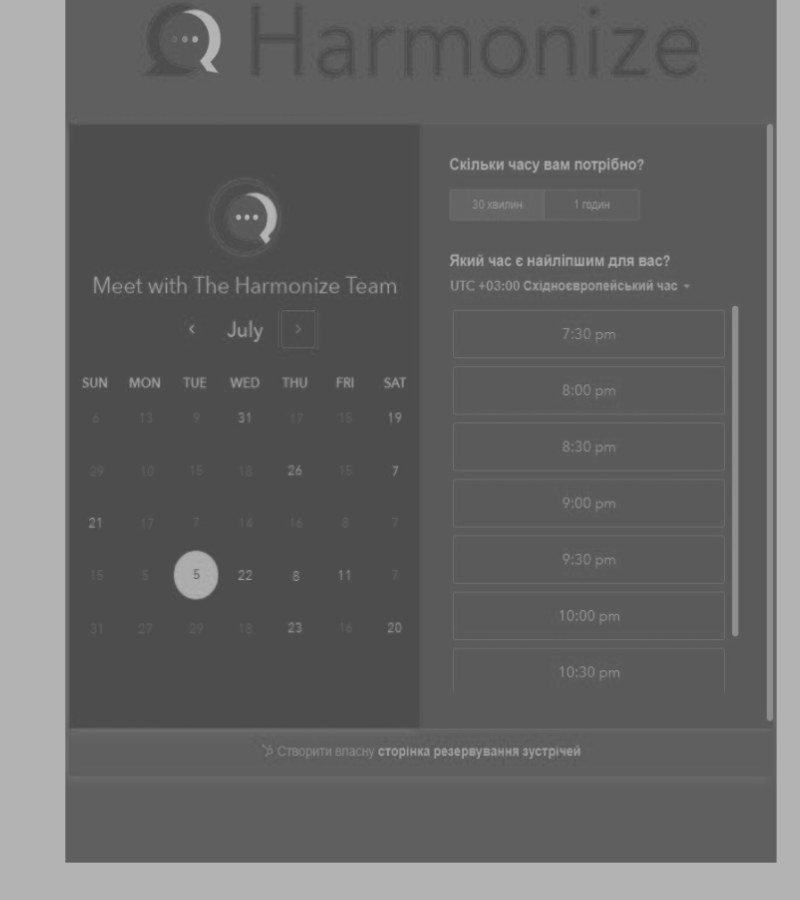 Harmonize
Meet with The Harmonize Team
July
SUN MON TUE WED THU FRI SAT
6 13 9 31 17 15 19
29 10 15 18 26 15 7
21 17 7 14 16 8 7
15 5 5 22 8 11 7
31 27 29 18 23 16 20
Скільки часу вам потрібно?
30 хвилин 1 годин
Який час є найліпшим для вас?
UTC +03:00 Східноєвропейський час
7:30 pm
8:00 pm
8:30 pm
9:00 pm
9:30 pm
10:00 pm
10:30 pm
Створити власну сторінка резервування зустрічей